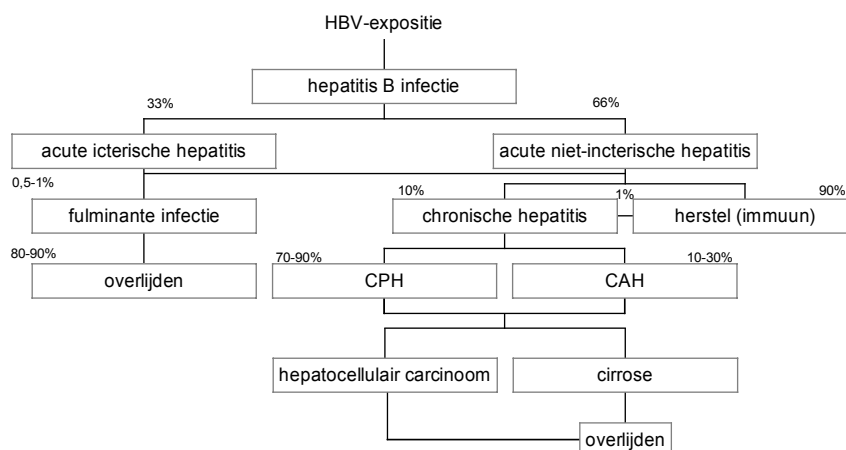 HBV-expositie
hepatitis B infectie
33%
66%
acute icterische hepatitis
acute niet-incterische hepatitis
0,5-1%
10%
1%
90%
fulminante infectie
chronische hepatitis
herstel (immuun)
80-90%
70-90%
10-30%
overlijden
CPH
CAH
hepatocellulair carcinoom
cirrose
overlijden